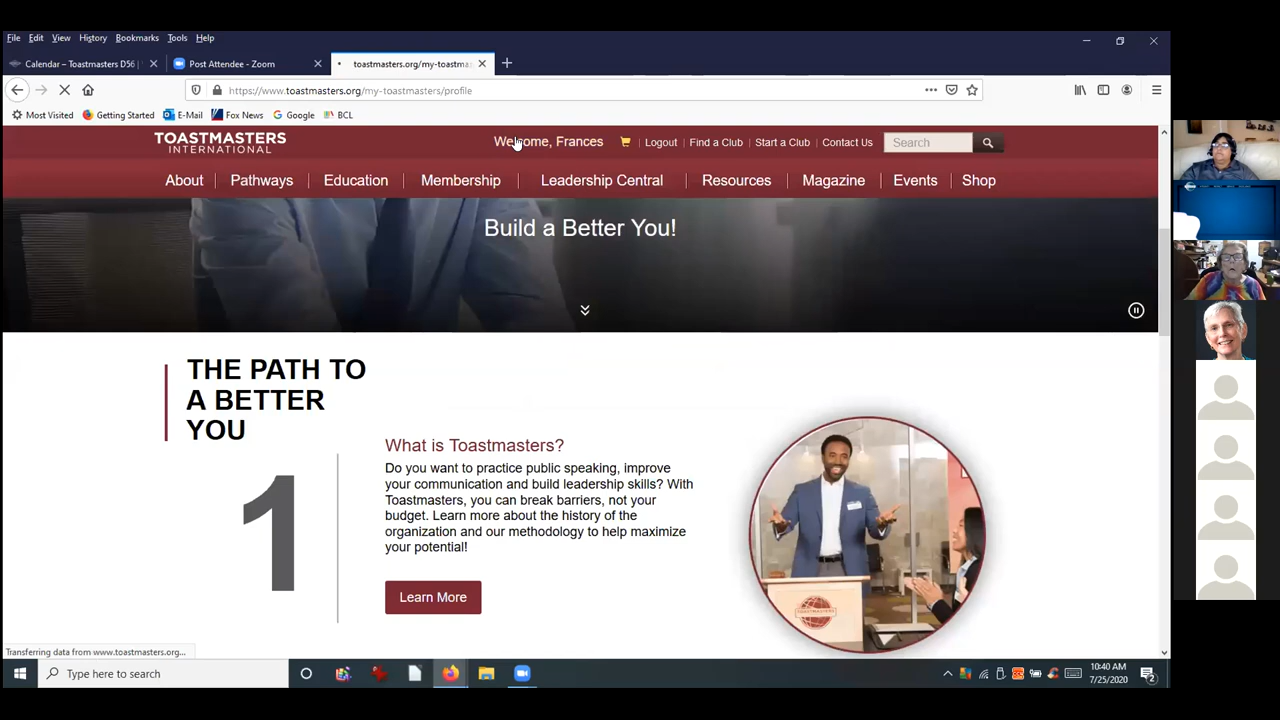 File Edit View History Bookmarks Tools Help
Calendar – Toastmasters D56
Post Attendee - Zoom
toastmasters.org/my-toastma
https://www.toastmasters.org/my-toastmasters/profile
Most Visited Getting Started E-Mail Fox News Google BCL
TOASTMASTERS
INTERNATIONAL
Welcome, Frances
Logout Find a Club Start a Club Contact Us
Search
About Pathways Education Membership Leadership Central Resources Magazine Events Shop
Build a Better You!
THE PATH TO
A BETTER
YOU
1
What is Toastmasters?
Do you want to practice public speaking, improve
your communication and build leadership skills? With
Toastmasters, you can break barriers, not your
budget. Learn more about the history of the
organization and our methodology to help maximize
your potential!
Learn More
Transferring data from www.toastmasters.org...
Type here to search
10:40 AM
7/25/2020
2